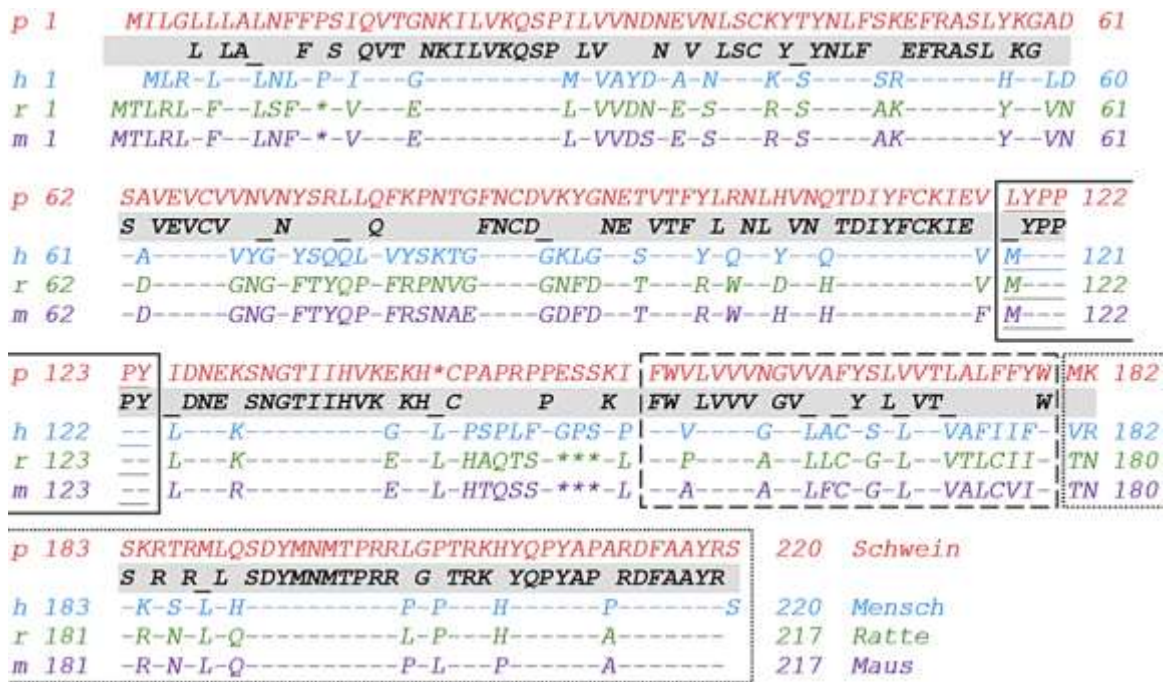 p 1 MILGLLLALNFFPSIQVTGNKILVKQSPILVVNDNEVNLSCKYTYNLFSKEFRASLYKGAD 61
L LA_ F S QVT NKILVKQSP LV N V LSC Y_YNLF EFRASL KG
h 1 MLR-L--LNL-P-I---G----------M-VAYD-A-N---K-S----SR------H--LD 60
r 1 MTLRL-F--LSF-*-V---E----------L-VVDN-E-S---R-S----AK------Y--VN 61
m 1 MTLRL-F--LNF-*-V---E----------L-VVDS-E-S---R-S----AK------Y--VN 61
p 62 SAVEVCVVNVNYSRLLQFKPNTGFNCDVKYGNETVTFYLRNLHVNQTDIYFCKIEV LYPP 122
S VEVCV _N _ Q FNCD_ NE VTF L NL VN TDIYFCKIE _YPP
h 61 -A-----VYG-YSQQL-VYSKTG----GKLG--S---Y-Q--Y--Q---------V M--- 121
r 62 -D-----GNG-FTYQP-FRPNVG----GNFD--T---R-W--D--H---------V M--- 122
m 62 -D-----GNG-FTYQP-FRSNAE----GDFD--T---R-W--H--H---------F M--- 122
p 123 PY IDNEKSNGTIIHVKEKH*CPAPRPPESSKI FWVLVVVNGVVAFYSLVVTLALFFYW MK 182
PY _DNE SNGTIIHVK KH_C P K FW LVVV GV_ _Y L_VT_ W
h 122 -- L---K----------G--L-PSPLF-GPS-P --V----G--LAC-S-L--VAFIIF- VR 182
r 123 -- L---K----------E--L-HAQTS-***-L --P----A--LLC-G-L--VTLCII- TN 180
m 123 -- L---R----------E--L-HTQSS-***-L --A----A--LFC-G-L--VALCVI- TN 180
p 183 SKRTRMLQSDYMNMTPRRLGPTRKHYQPYAPARDFAAYRS 220 Schwein
S R R_L SDYMNMTPRR G TRK YQPYAP RDFAAYR
h 183 -K-S-L-H----------P-P---H------P-------S 220 Mensch
r 181 -R-N-L-Q----------L-P---H------A------- 217 Ratte
m 181 -R-N-L-Q----------P-L---P------A------- 217 Maus